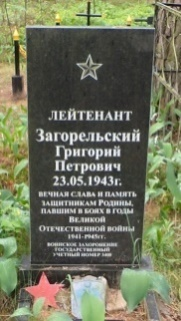 ЛЕЙТЕНАНТ
Загорельский
Григорий
Петрович
23.05.1943г.
ВЕЧНАЯ СЛАВА И ПАМЯТЬ
ЗАЩИТНИКАМ РОДИНЫ,
ПАВШИМ В БОЯХ В ГОДЫ
ВЕЛИКОЙ
ОТЕЧЕСТВЕННОЙ ВОЙНЫ
1941-1945гг.
ВОИНСКОЕ ЗАХОРОНЕНИЕ
ГОСУДАРСТВЕННЫЙ
УЧЕТНЫЙ НОМЕР